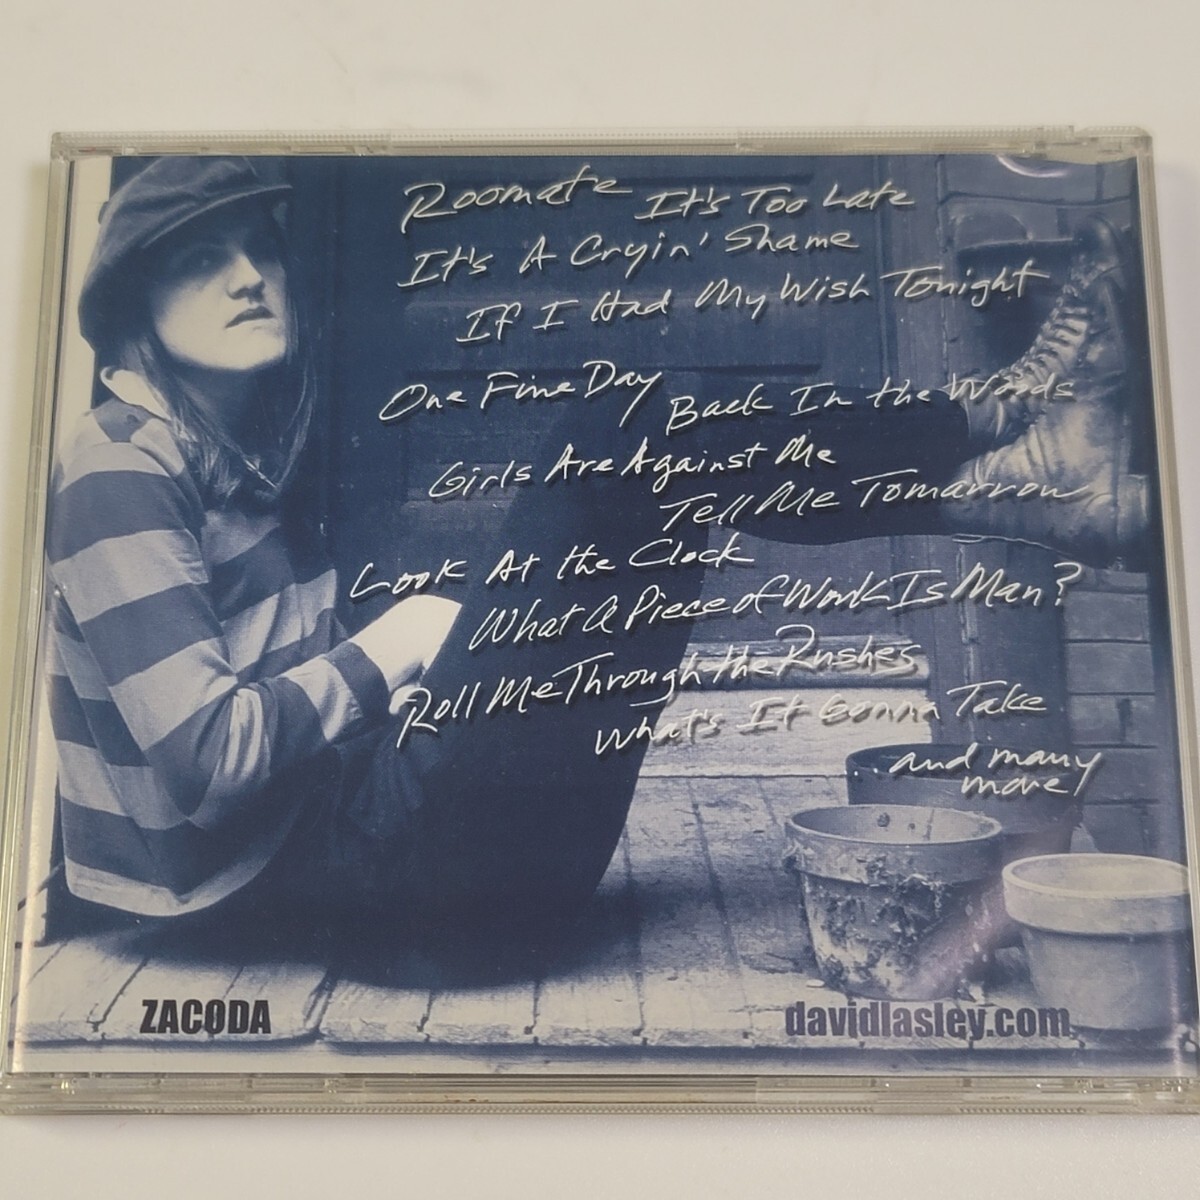 Roomate It's Too Late
It's A Cryin' Shame
If I Had My Wish Tonight
One Fine Day Back In the Woods
Girls Are Against Me
Tell Me Tomarrow
Look At the Clock
What A Piece of Work Is Man?
Roll Me Through the Rushes
What's It Gonna Take
...and many
more!
ZACODA davidlasley.com